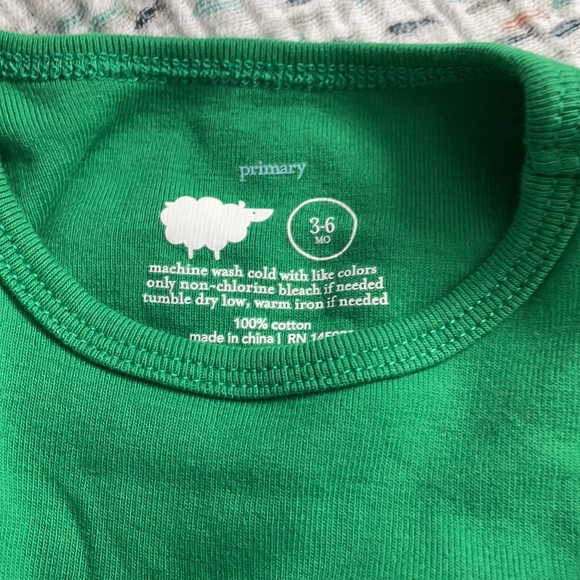 primary
3-6
MO
machine wash cold with like colors
only non-chlorine bleach if needed
tumble dry low, warm iron if needed
100% cotton
made in china | RN